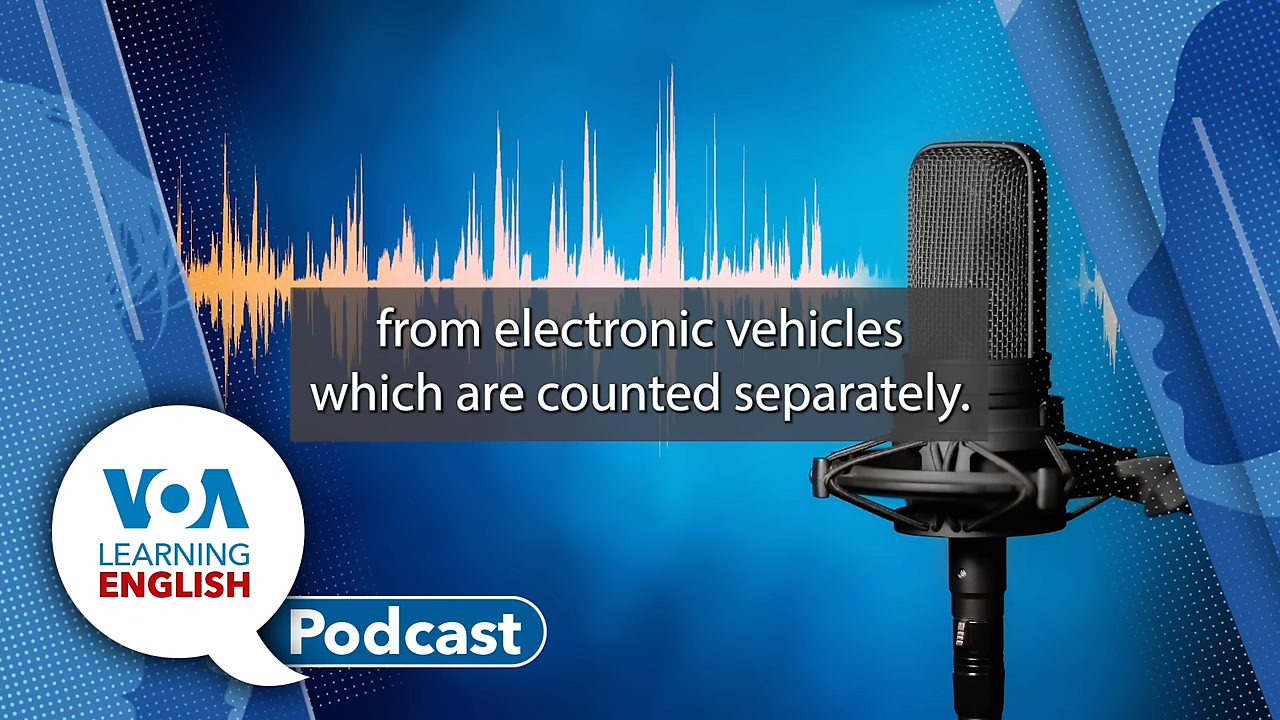 from electronic vehicles
which are counted separately.
VOA
LEARNING
ENGLISH
Podcast